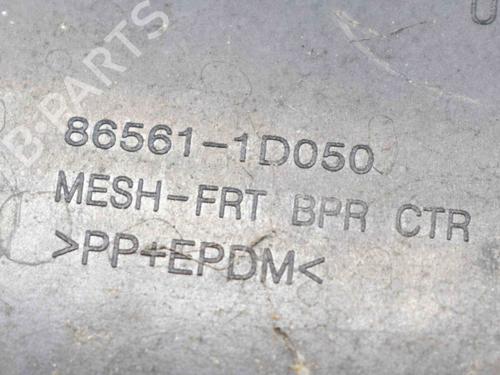 B-PARTS
86561-1D050
MESH-FRT BPR CTR
>PP+EPDM<